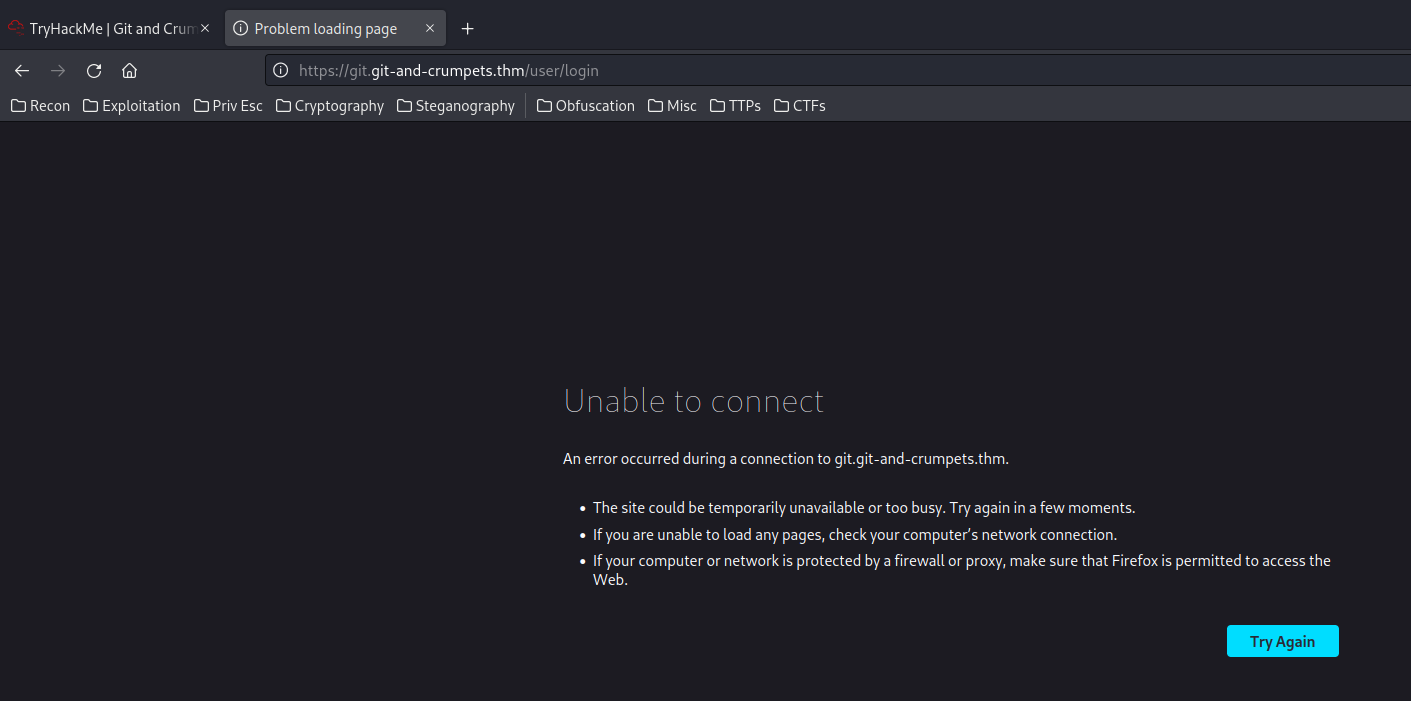 TryHackMe | Git and Crum
Problem loading page
https://git.git-and-crumpets.thm/user/login
Recon Exploitation Priv Esc Cryptography Steganography Obfuscation Misc TTPs CTFs
Unable to connect
An error occurred during a connection to git.git-and-crumpets.thm.
• The site could be temporarily unavailable or too busy. Try again in a few moments.
• If you are unable to load any pages, check your computer’s network connection.
• If your computer or network is protected by a firewall or proxy, make sure that Firefox is permitted to access the
Web.
Try Again